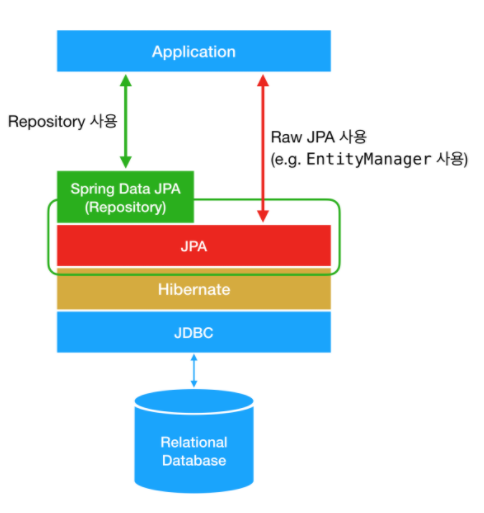 Application
Repository 사용
Raw JPA 사용
(e.g. EntityManager 사용)
Spring Data JPA
(Repository)
JPA
Hibernate
JDBC
Relational
Database